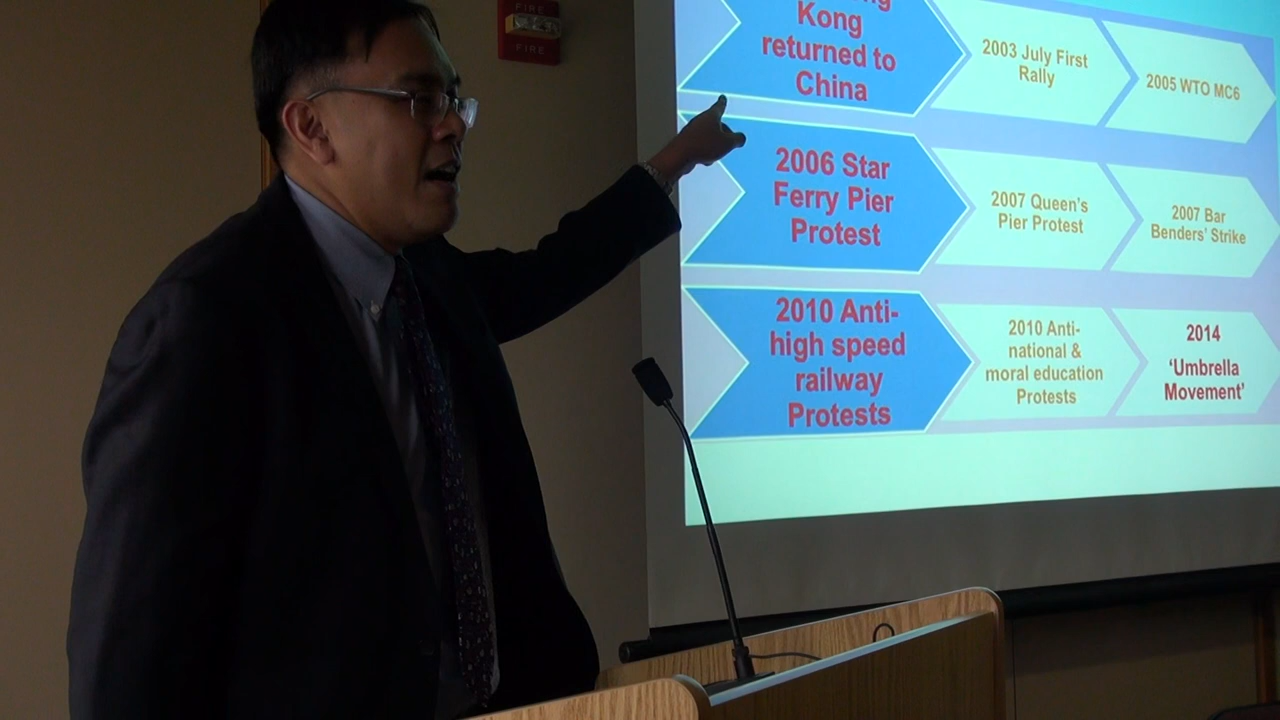 FIRE
FIRE
Kong
returned to
China
2003 July First
Rally
2005 WTO MC6
2006 Star
Ferry Pier
Protest
2007 Queen's
Pier Protest
2007 Bar
Benders' Strike
2010 Anti-
high speed
railway
Protests
2010 Anti-
national &
moral education
Protests
2014
'Umbrella
Movement'